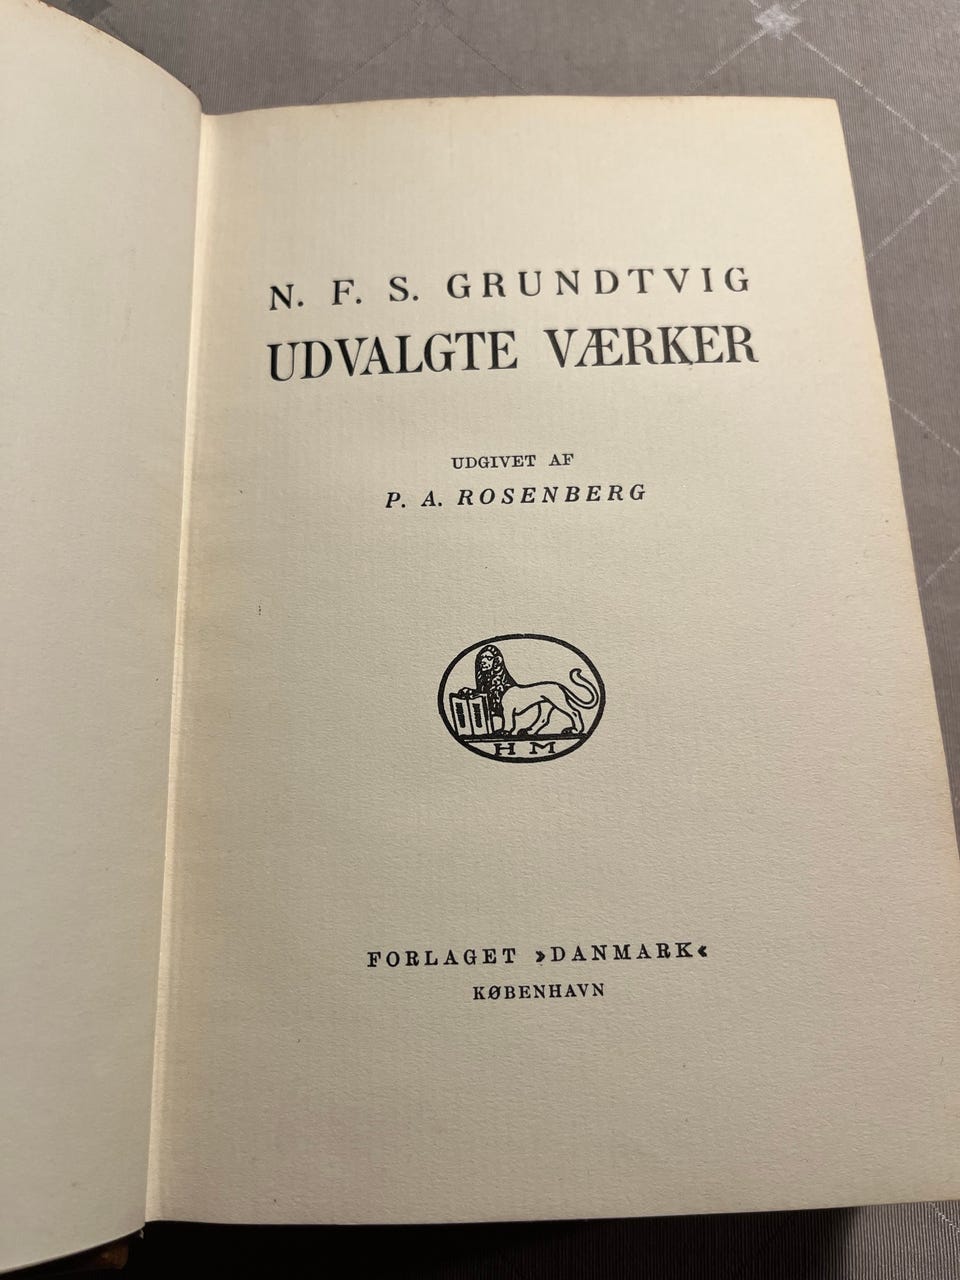 N. F. S. GRUNDTVIG
UDVALGTE VÆRKER
UDGIVET AF
P. A. ROSENBERG
H M
FORLAGET »DANMARK«
KØBENHAVN